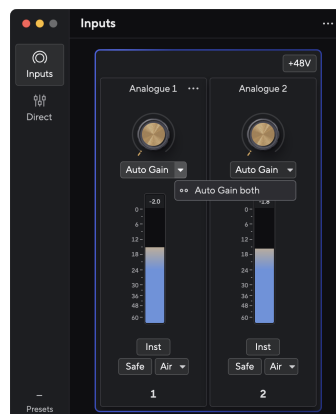 Inputs
Inputs
Direct
Presets
+48V
Analogue 1
Analogue 2
Auto Gain
Auto Gain
Auto Gain both
-2.0
-1.8
0
6
12
18
24
30
36
48
60
0
6
12
18
24
30
36
48
60
Inst
Inst
Safe
Air
Safe
Air
1
2